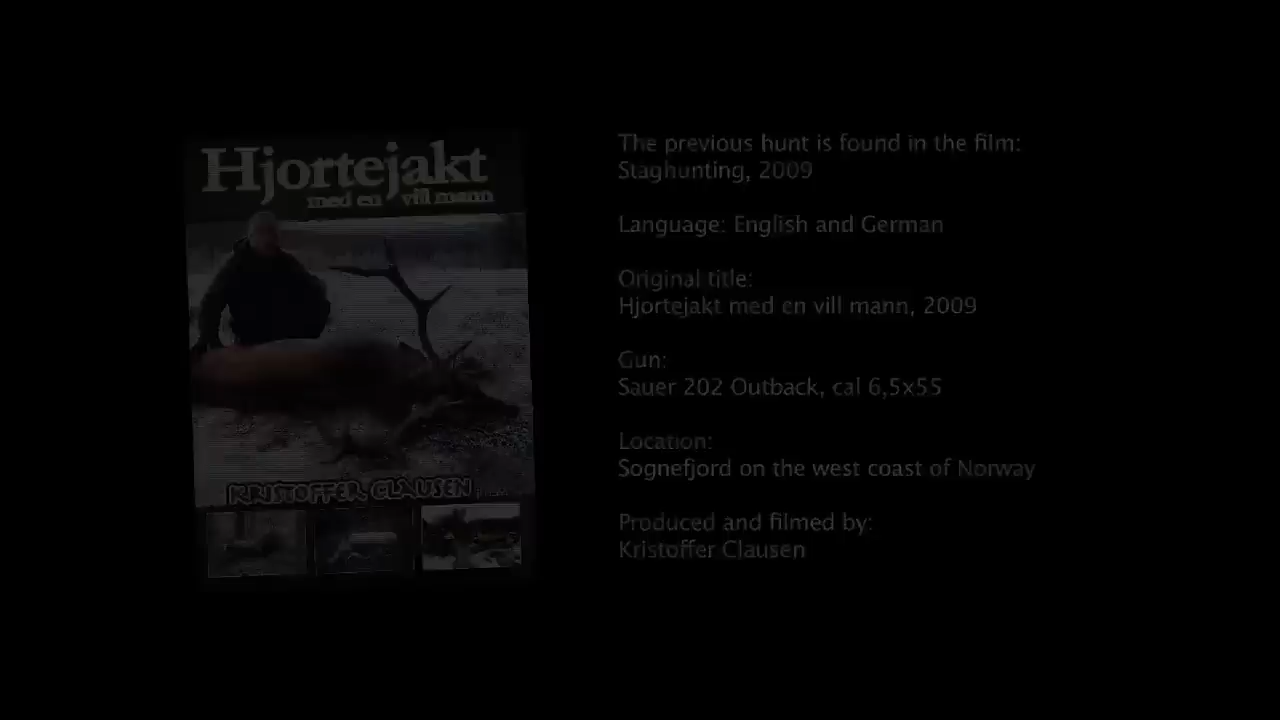 Hjortejakt
med en vill mann
KRISTOFFER CLAUSEN
The previous hunt is found in the film:
Staghunting, 2009
Language: English and German
Original title:
Hjortejakt med en vill mann, 2009
Gun:
Sauer 202 Outback, cal 6,5x55
Location:
Sognefjord on the west coast of Norway
Produced and filmed by:
Kristoffer Clausen